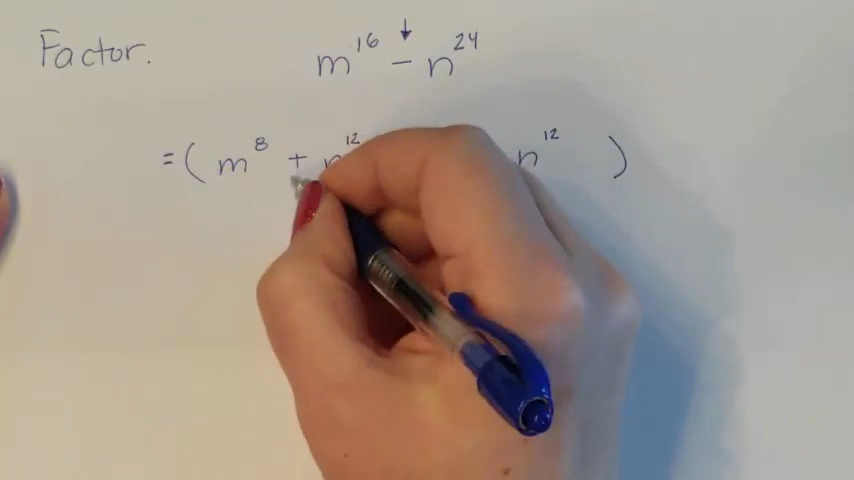 Factor. m^16 − n^24
= ( m^8 + n^12 n^12 )